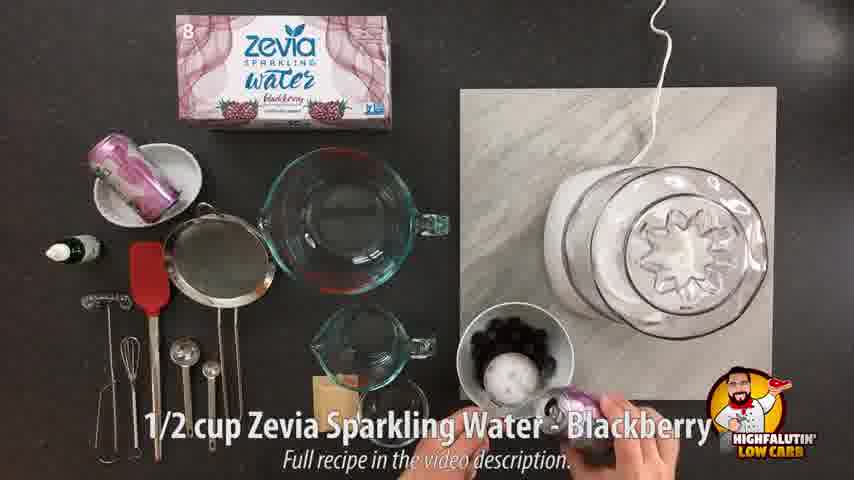 8
zevia
SPARKLING
water
blackberry
1/2 cup Zevia Sparkling Water - Blackberry
Full recipe in the video description.
HIGHFALUTIN'
LOW CARB